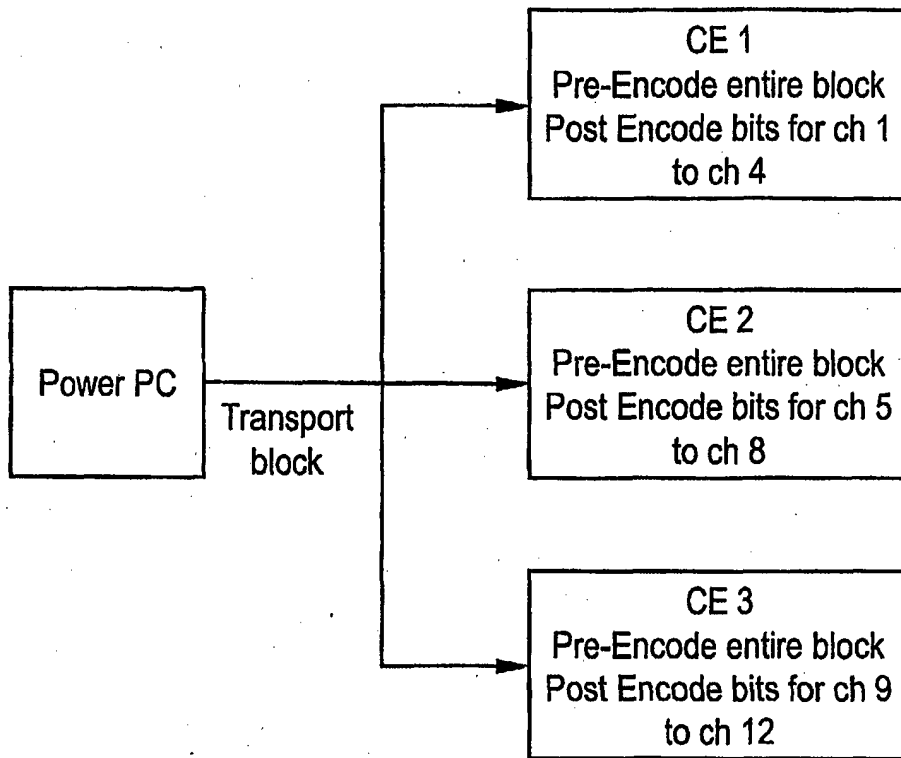 CE 1
Pre-Encode entire block
Post Encode bits for ch 1
to ch 4
Power PC
Transport
block
CE 2
Pre-Encode entire block
Post Encode bits for ch 5
to ch 8
CE 3
Pre-Encode entire block
Post Encode bits for ch 9
to ch 12